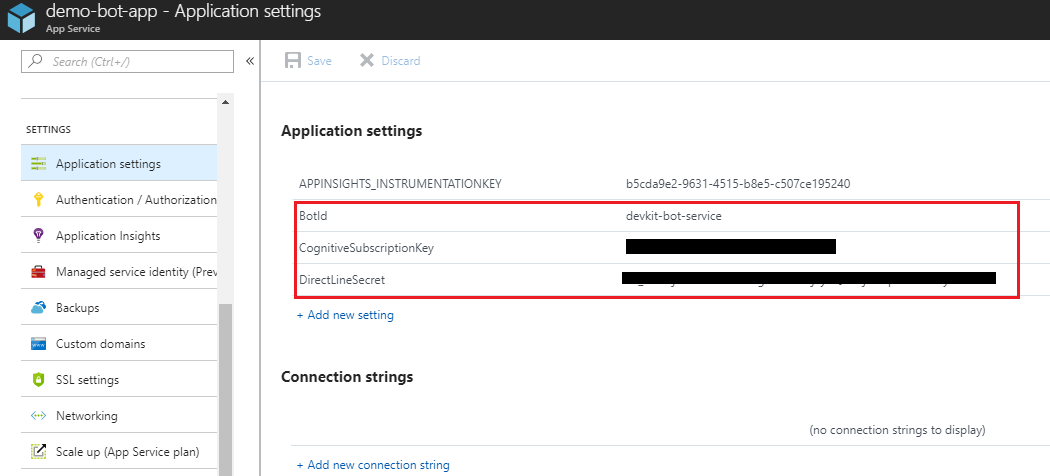 demo-bot-app - Application settings
App Service
Search (Ctrl+/)
«
Save
Discard
SETTINGS
Application settings
Authentication / Authorization
Application Insights
Managed service identity (Prev
Backups
Custom domains
SSL settings
Networking
Scale up (App Service plan)
Application settings
APPINSIGHTS_INSTRUMENTATIONKEY b5cda9e2-9631-4515-b8e5-c507ce195240
BotId devkit-bot-service
CognitiveSubscriptionKey
DirectLineSecret
+ Add new setting
Connection strings
(no connection strings to display)
+ Add new connection string